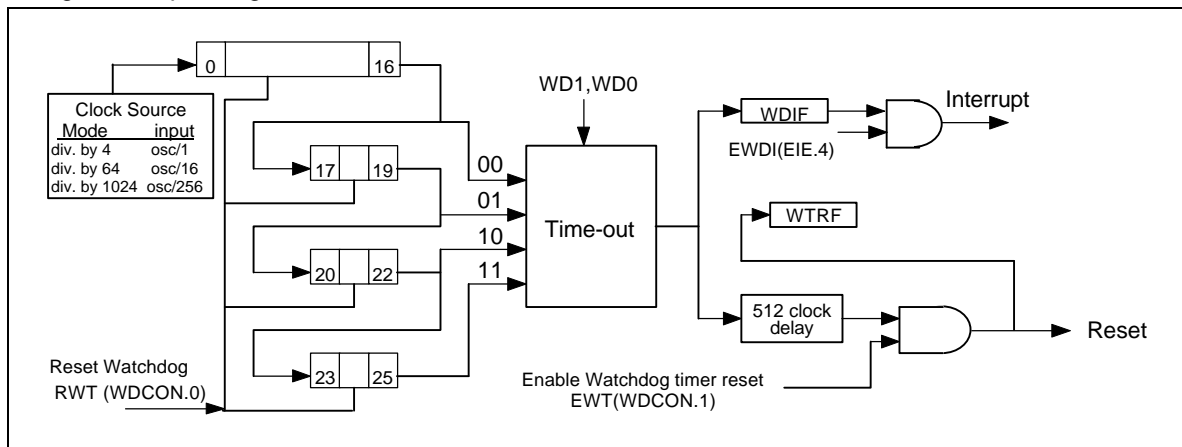 0 16
Clock Source
Mode input
div. by 4 osc/1
div. by 64 osc/16
div. by 1024 osc/256
17 19
20 22
23 25
Reset Watchdog
RWT (WDCON.0)
00
01
10
11
WD1,WD0
Time-out
WDIF
EWDI(EIE.4)
Interrupt
WTRF
512 clock
delay
Enable Watchdog timer reset
EWT(WDCON.1)
Reset